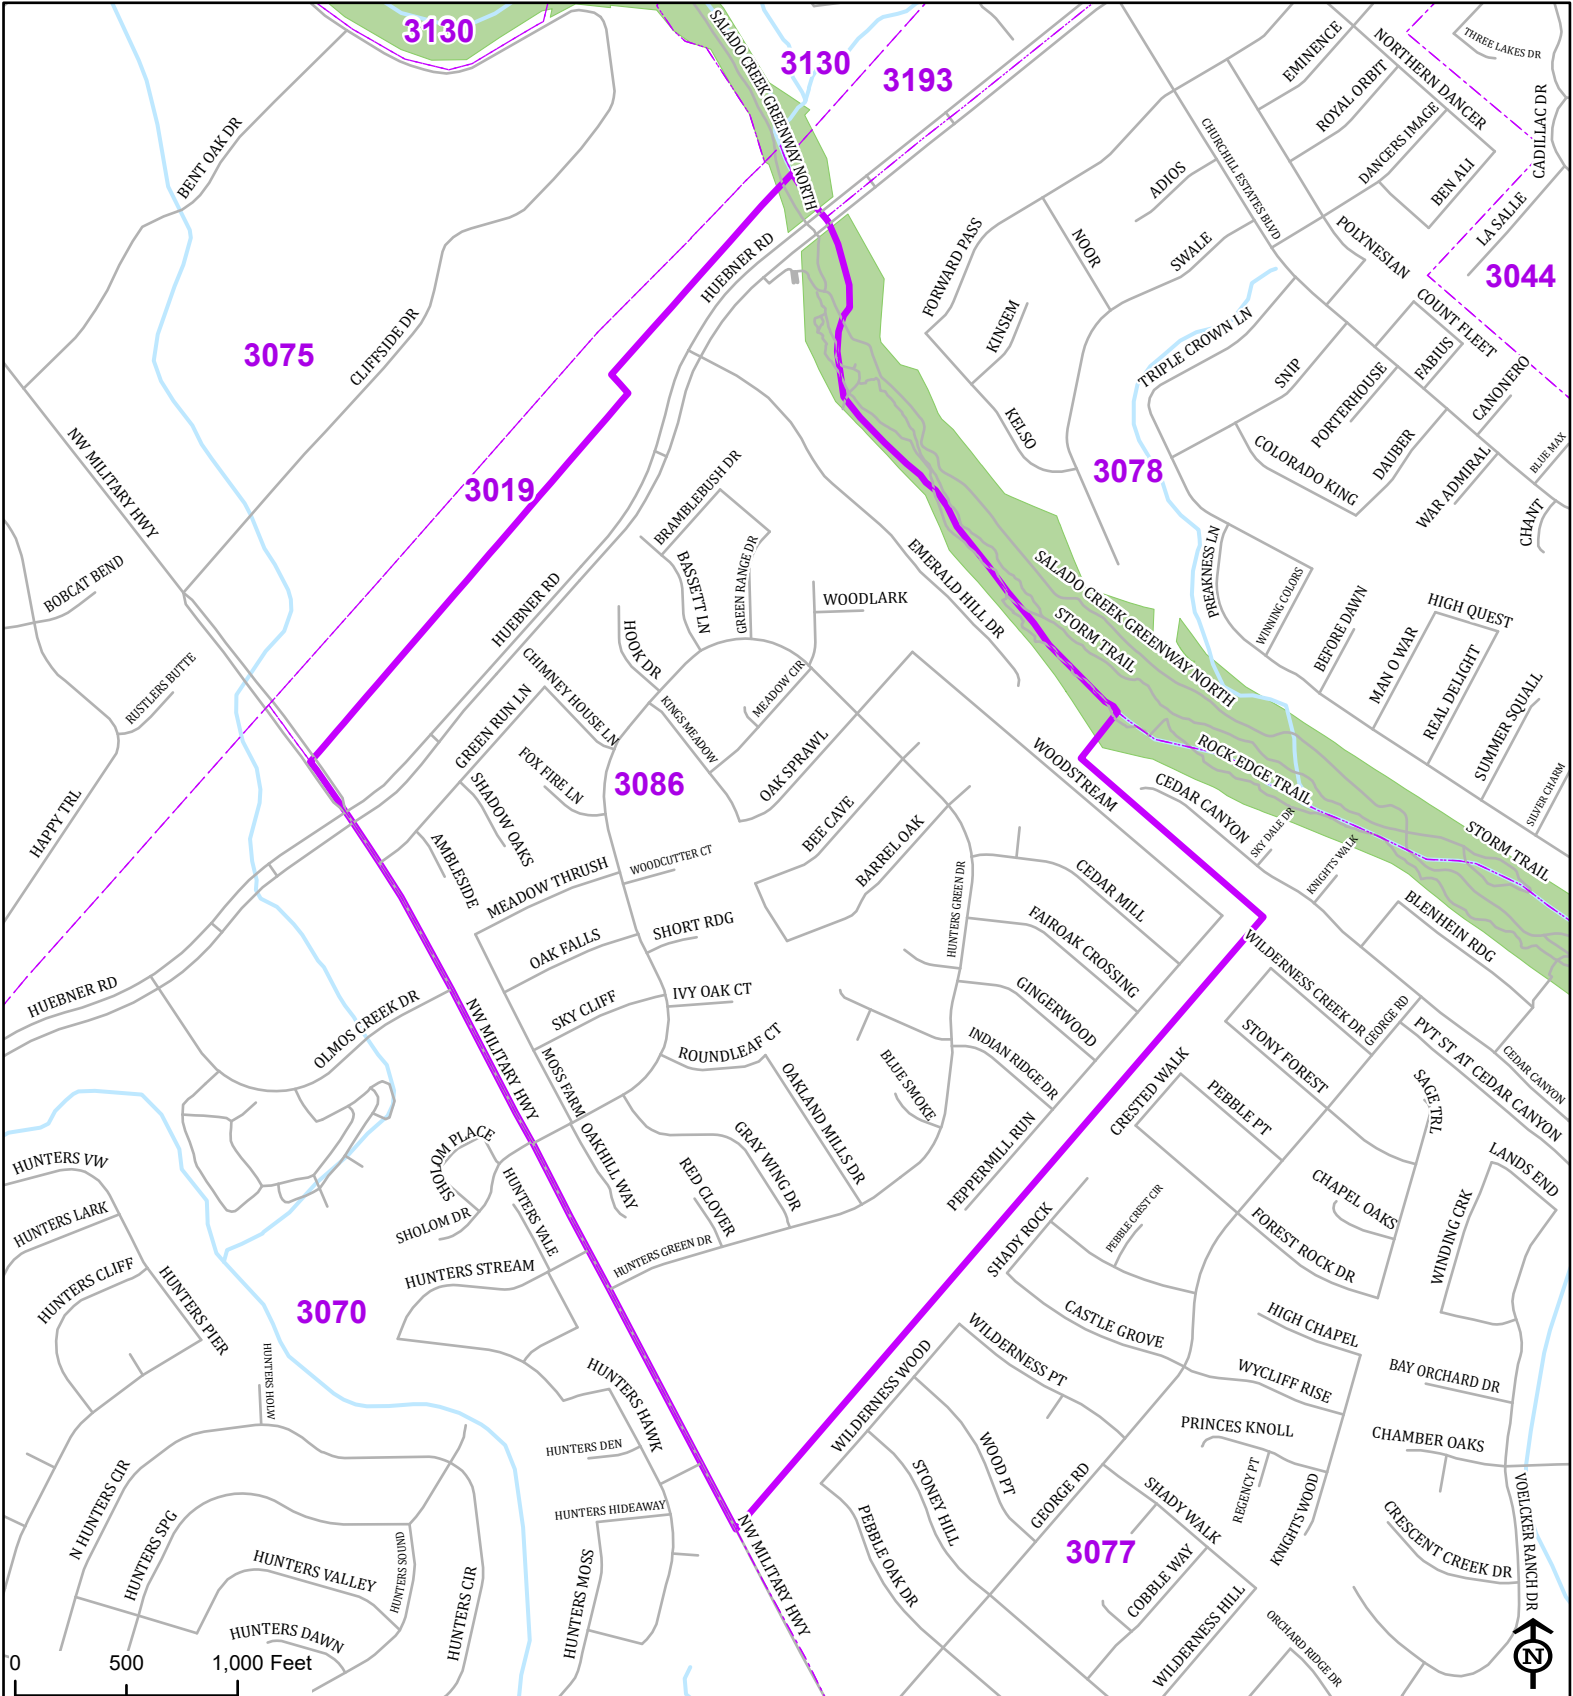 3130
SALADO CREEK GREENWAY NORTH
3130
3193
EMINENCE
NORTHERN DANCER
THREE LAKES DR
ROYAL ORBIT
CADILLAC DR
DANCERS IMAGE
BENT OAK DR
CHURCHILL ESTATES BLVD
ADIOS
BEN ALI
LA SALLE
HUEBNER RD
FORWARD PASS
NOOR
SWALE
POLYNESIAN
3044
COUNT FLEET
3075
CLIFFSIDE DR
KINSEM
TRIPLE CROWN LN
SNIP
FABIUS
CANONERO
PORTERHOUSE
NW MILITARY HWY
3019
BRAMBLEBUSH DR
KELSO
3078
COLORADO KING
DAUBER
WAR ADMIRAL
BLUE MAX
CHANT
BOBCAT BEND
HUEBNER RD
BASSETT LN
GREEN RANGE DR
WOODLARK
EMERALD HILL DR
SALADO CREEK GREENWAY NORTH
STORM TRAIL
PREAKNESS LN
WINNING COLORS
BEFORE DAWN
HIGH QUEST
MAN O WAR
REAL DELIGHT
SUMMER SQUALL
RUSTLERS BUTTE
HOOK DR
CHIMNEY HOUSE LN
GREEN RUN LN
KINGS MEADOW
MEADOW CIR
FOX FIRE LN
3086
OAK SPRAWL
WOODSTREAM
ROCK EDGE TRAIL
CEDAR CANYON
SKY DALE DR
KNIGHTS WALK
SILVER CHARM
STORM TRAIL
HAPPY TRL
SHADOW OAKS
AMBLESIDE
BEE CAVE
BARREL OAK
MEADOW THRUSH
WOODCUTTER CT
CEDAR MILL
HUNTERS GREEN DR
FAIROAK CROSSING
BLENHEIN RDG
OAK FALLS
SHORT RDG
WILDERNESS CREEK DR
HUEBNER RD
OLMOS CREEK DR
NW MILITARY HWY
SKY CLIFF
IVY OAK CT
GINGERWOOD
GEORGE RD
STONY FOREST
PVT ST AT CEDAR CANYON
CEDAR CANYON
MOSS FARM
ROUNDLEAF CT
OAKLAND MILLS DR
BLUE SMOKE
INDIAN RIDGE DR
CRESTED WALK
PEBBLE PT
SAGE TRL
HUNTERS VW
SHOLOM PLACE
OAKHILL WAY
GRAY WING DR
PEPPERMILL RUN
LANDS END
HUNTERS LARK
SHOLOM DR
HUNTERS VALE
RED CLOVER
SHADY ROCK
PEBBLE CREST CIR
CHAPEL OAKS
WINDING CRK
HUNTERS CLIFF
HUNTERS STREAM
HUNTERS GREEN DR
FOREST ROCK DR
3070
HUNTERS PIER
CASTLE GROVE
HIGH CHAPEL
HUNTERS HOLW
HUNTERS HAWK
WILDERNESS WOOD
WILDERNESS PT
WYCLIFF RISE
BAY ORCHARD DR
HUNTERS DEN
WOOD PT
PRINCES KNOLL
CHAMBER OAKS
N HUNTERS CIR
HUNTERS SPG
HUNTERS HIDEAWAY
STONEY HILL
GEORGE RD
SHADY WALK
REGENCY PT
KNIGHTS WOOD
VOELCKER RANCH DR
HUNTERS VALLEY
HUNTERS SOUND
HUNTERS CIR
HUNTERS MOSS
NW MILITARY HWY
PEBBLE OAK DR
3077
COBBLE WAY
CRESCENT CREEK DR
HUNTERS DAWN
WILDERNESS HILL
ORCHARD RIDGE DR
0 500 1,000 Feet
N